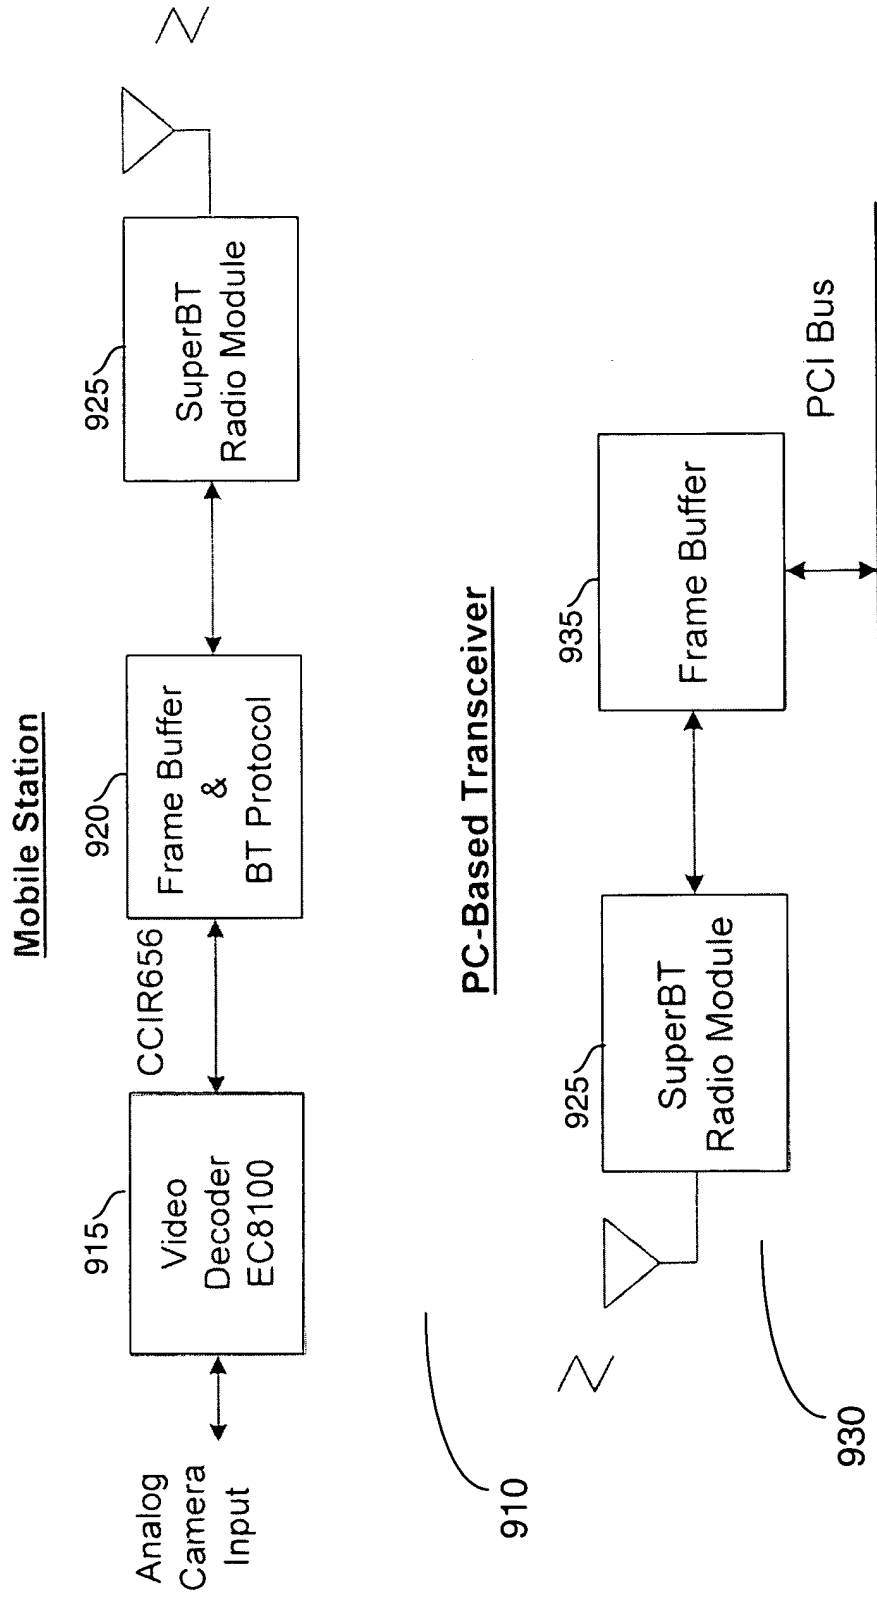 Mobile Station
Analog
Camera
Input
915
Video
Decoder
EC8100
CCIR656
920
Frame Buffer
&
BT Protocol
925
SuperBT
Radio Module
910
PC-Based Transceiver
925
SuperBT
Radio Module
935
Frame Buffer
PCI Bus
930